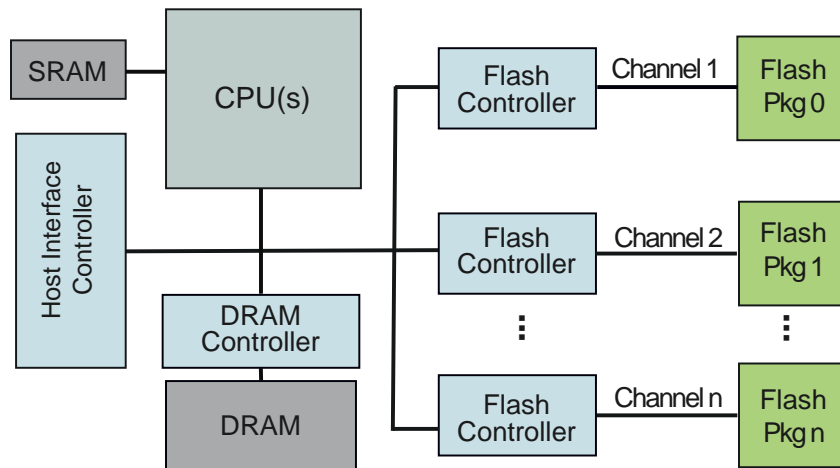 SRAM
CPU(s)
Host Interface
Controller
DRAM
Controller
DRAM
Flash
Controller
Channel 1
Flash
Pkg 0
Flash
Controller
Channel 2
Flash
Pkg 1
Flash
Controller
Channel n
Flash
Pkg n